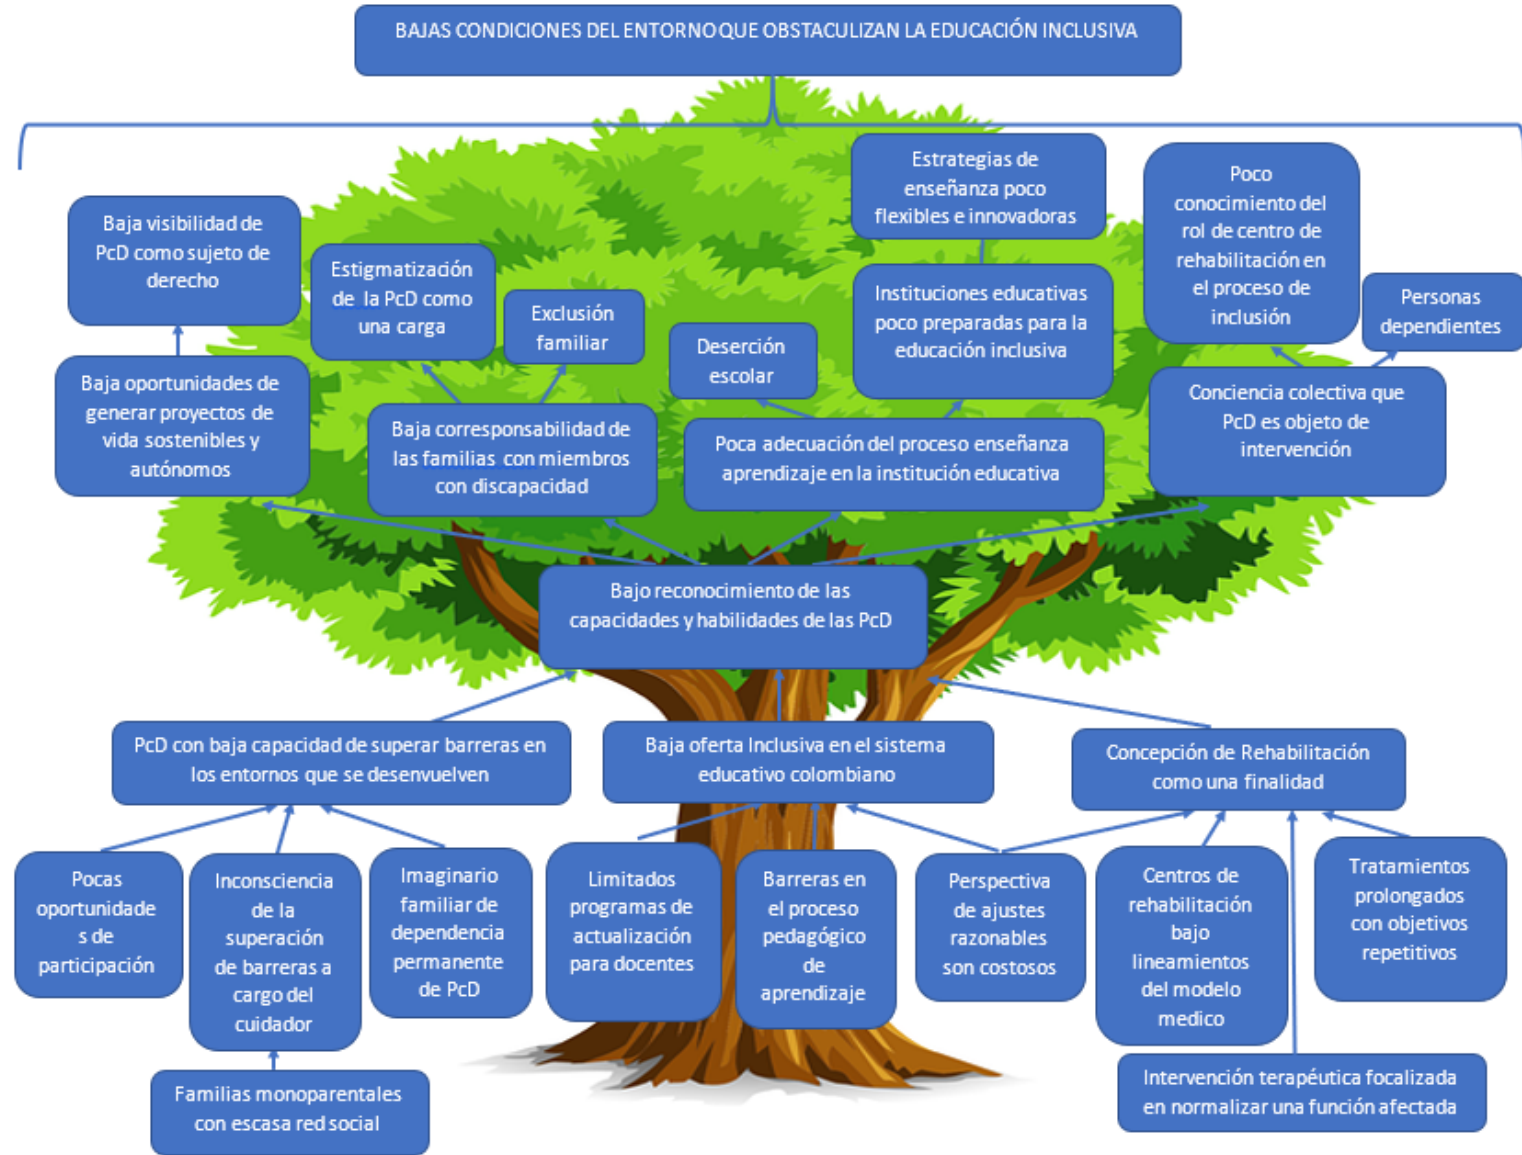 BAJAS CONDICIONES DEL ENTORNO QUE OBSTACULIZAN LA EDUCACIÓN INCLUSIVA
Baja visibilidad de
PcD como sujeto de
derecho
Estigmatización
de la PcD como
una carga
Exclusión
familiar
Deserción
escolar
Estrategias de
enseñanza poco
flexibles e innovadoras
Instituciones educativas
poco preparadas para la
educación inclusiva
Poco
conocimiento del
rol de centro de
rehabilitación en
el proceso de
inclusión
Personas
dependientes
Baja oportunidades de
generar proyectos de
vida sostenibles y
autónomos
Baja corresponsabilidad de
las familias con miembros
con discapacidad
Poca adecuación del proceso enseñanza
aprendizaje en la institución educativa
Conciencia colectiva que
PcD es objeto de
intervención
Bajo reconocimiento de las
capacidades y habilidades de las PcD
PcD con baja capacidad de superar barreras en
los entornos que se desenvuelven
Baja oferta Inclusiva en el sistema
educativo colombiano
Concepción de Rehabilitación
como una finalidad
Pocas
oportunidade
s de
participación
Inconsciencia
de la
superación
de barreras a
cargo del
cuidador
Imaginario
familiar de
dependencia
permanente
de PcD
Limitados
programas de
actualización
para docentes
Barreras en
el proceso
pedagógico
de
aprendizaje
Perspectiva
de ajustes
razonables
son costosos
Centros de
rehabilitación
bajo
lineamientos
del modelo
medico
Tratamientos
prolongados
con objetivos
repetitivos
Familias monoparentales
con escasa red social
Intervención terapéutica focalizada
en normalizar una función afectada